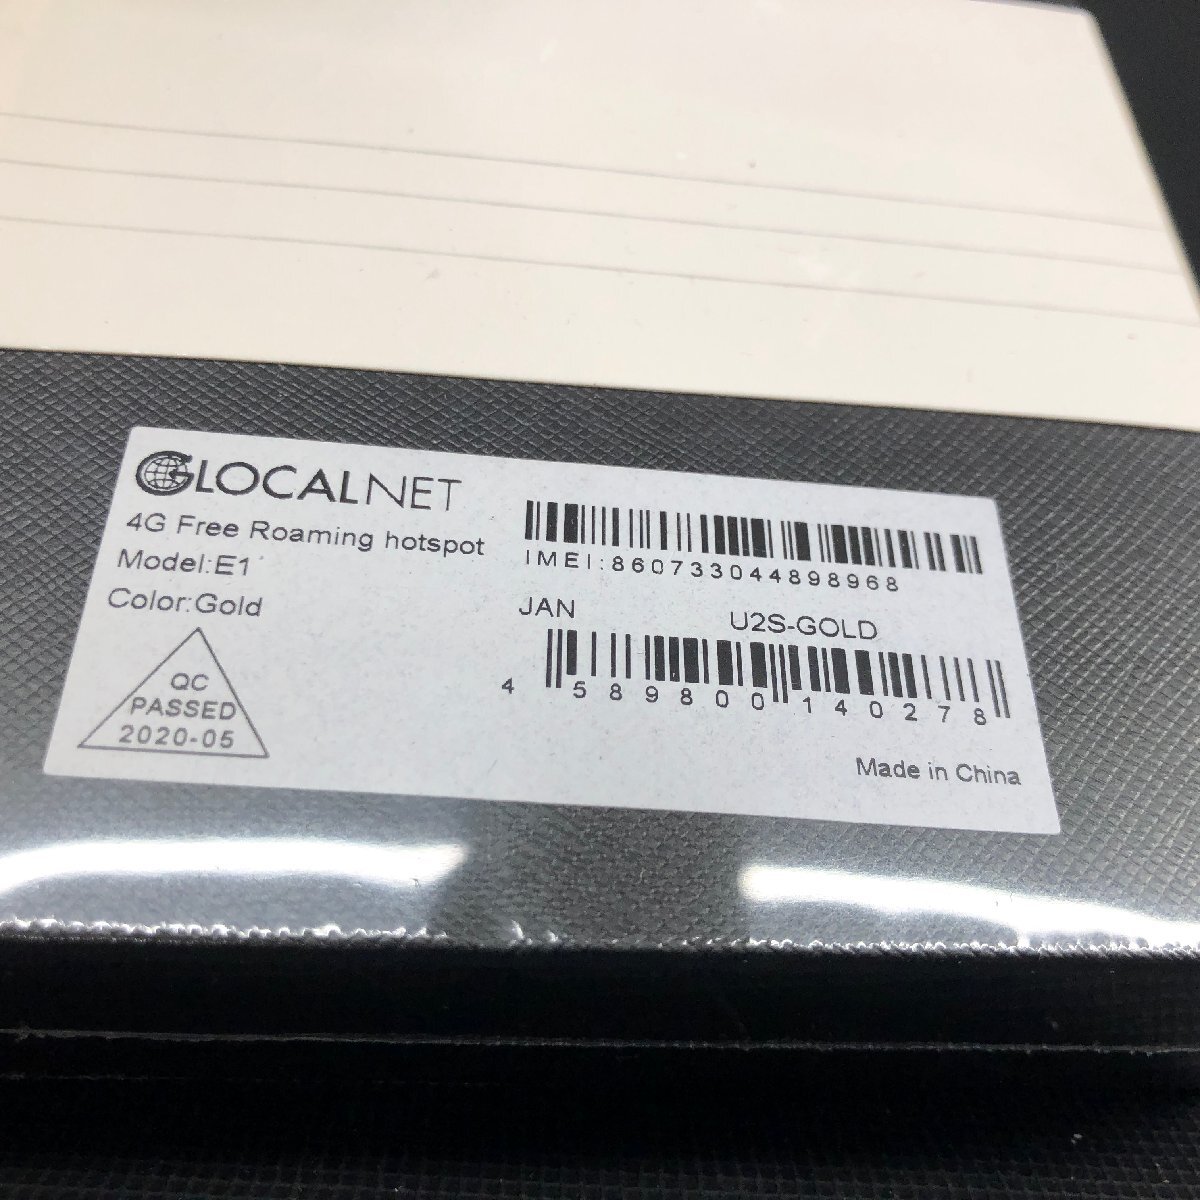 GLOCALNET
4G Free Roaming hotspot
Model:E1
Color:Gold
QC
PASSED
2020-05
IMEI:860733044898968
JAN U2S-GOLD
4 589800 140278
Made in China